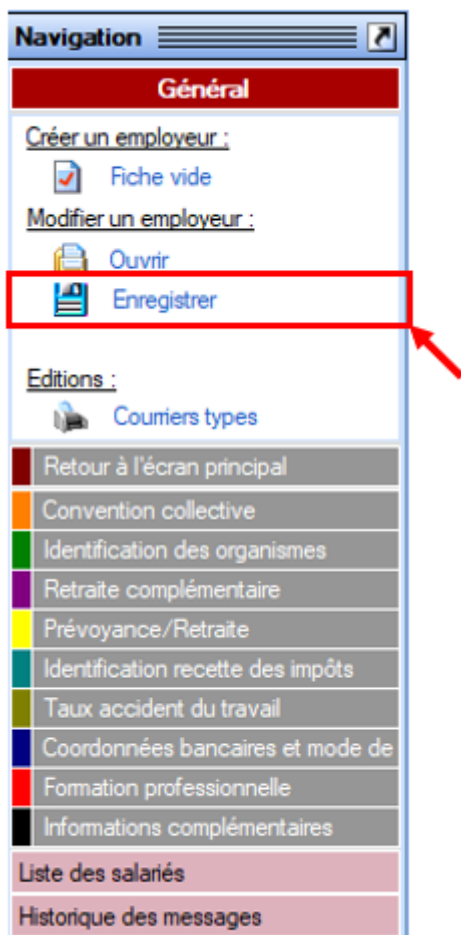 Navigation
Général
Créer un employeur :
Fiche vide
Modifier un employeur :
Ouvrir
Enregistrer
Editions :
Courriers types
Retour à l'écran principal
Convention collective
Identification des organismes
Retraite complémentaire
Prévoyance/Retraite
Identification recette des impôts
Taux accident du travail
Coordonnées bancaires et mode de
Formation professionnelle
Informations complémentaires
Liste des salariés
Historique des messages